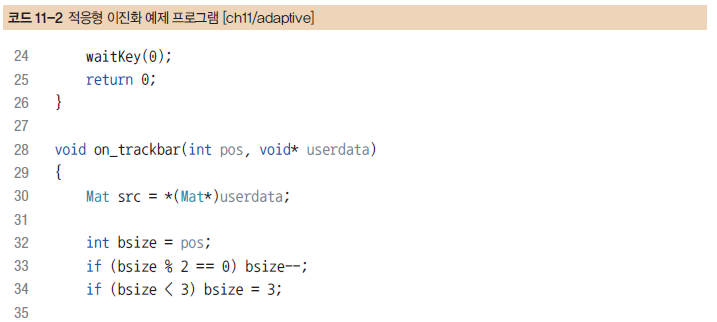 코드 11-2 적응형 이진화 예제 프로그램 [ch11/adaptive]
24 waitKey(0);
25 return 0;
26 }
27
28 void on_trackbar(int pos, void* userdata)
29 {
30 Mat src = *(Mat*)userdata;
31
32 int bsize = pos;
33 if (bsize % 2 == 0) bsize--;
34 if (bsize < 3) bsize = 3;
35